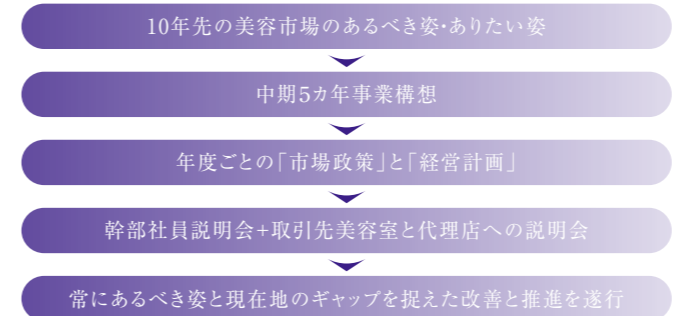 10年先の美容市場のあるべき姿・ありたい姿
中期5カ年事業構想
年度ごとの「市場政策」と「経営計画」
幹部社員説明会+取引先美容室と代理店への説明会
常にあるべき姿と現在地のギャップを捉えた改善と推進を遂行